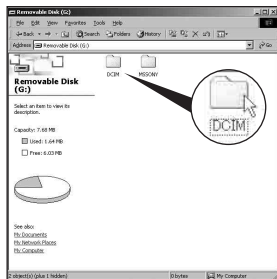 Removable Disk (G:)
File Edit View Favorites Tools Help
Back Search Folders History
Address Removable Disk (G:) Go
DCIM MSSONY
Removable Disk
(G:)
Select an item to view its
description.
Capacity: 7.68 MB
Used: 1.64 MB
Free: 6.03 MB
DCIM
See also:
My Documents
My Network Places
My Computer
2 object(s) (plus 1 hidden) 0 bytes My Computer